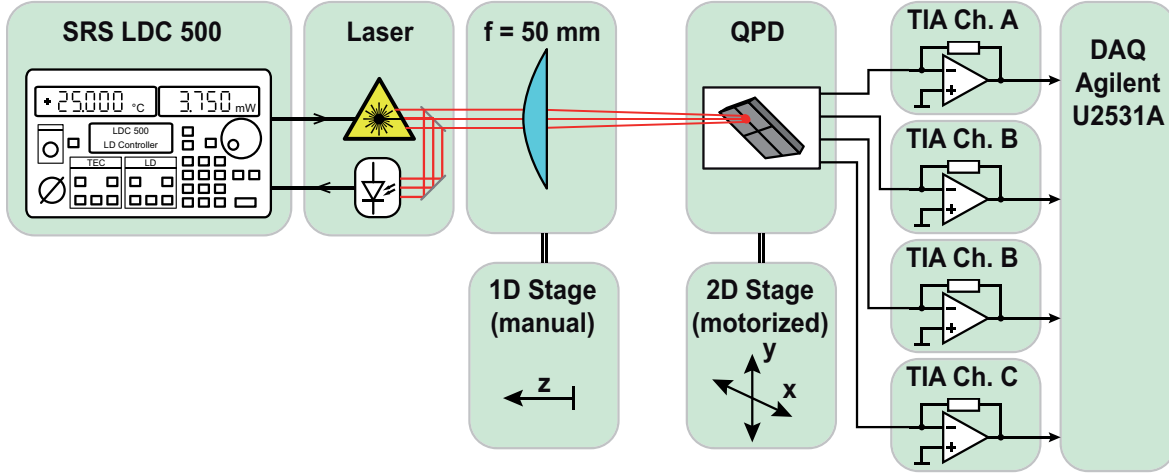 SRS LDC 500
+25.000 °C
3.750 mW
LDC 500
LD Controller
TEC
LD
Laser
f = 50 mm
1D Stage
(manual)
z
QPD
2D Stage
(motorized)
y
x
TIA Ch. A
TIA Ch. B
TIA Ch. B
TIA Ch. C
DAQ
Agilent
U2531A